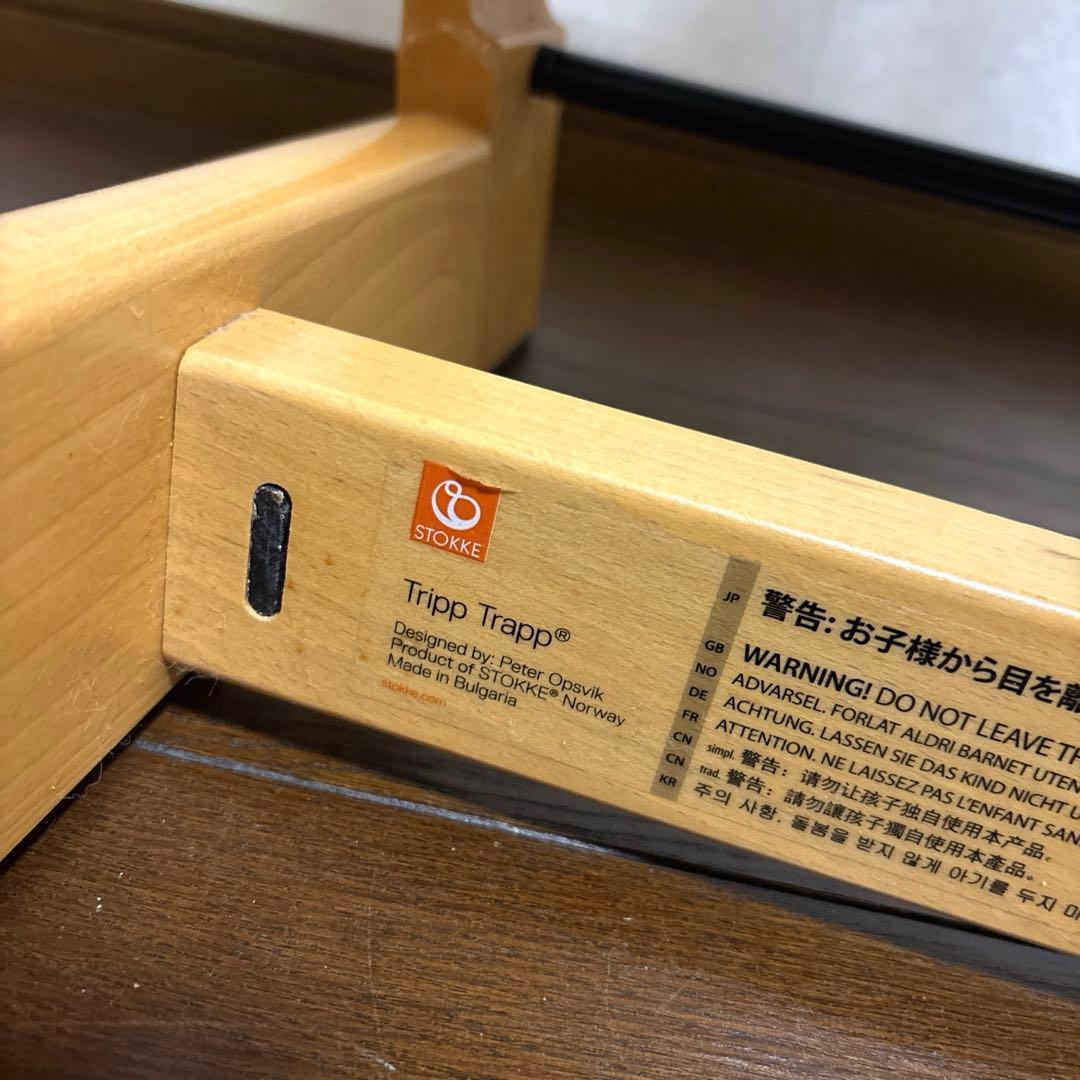 STOKKE
Tripp Trapp®
Designed by: Peter Opsvik
Product of STOKKE® Norway
Made in Bulgaria
stokke.com
JP 警告: お子様から目を離
GB WARNING! DO NOT LEAVE TH
NO ADVARSEL. FORLAT ALDRI BARNET UTEN
DE ACHTUNG. LASSEN SIE DAS KIND NICHT U
FR ATTENTION. NE LAISSEZ PAS L'ENFANT SAN
CN simpl. 警告：请勿让孩子独自使用本产品。
CN trad. 警告：請勿讓孩子獨自使用本產品。
KR 주의 사항. 돌봄을 받지 않게 아기를 두지 마